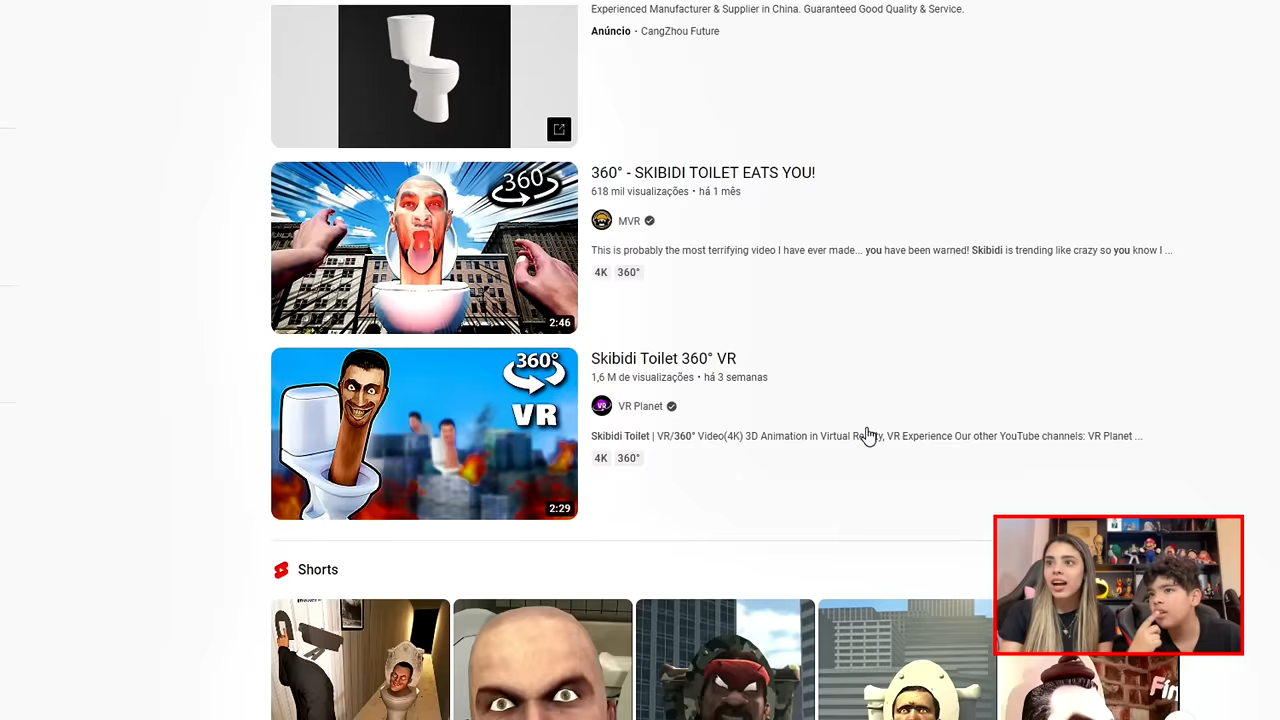 Experienced Manufacturer & Supplier in China. Guaranteed Good Quality & Service.
Anúncio · CangZhou Future
360
2:46
360° - SKIBIDI TOILET EATS YOU!
618 mil visualizações • há 1 mês
MVR
This is probably the most terrifying video I have ever made... you have been warned! Skibidi is trending like crazy so you know I ...
4K 360°
360°
VR
2:29
Skibidi Toilet 360° VR
1,6 M de visualizações • há 3 semanas
VR
VR Planet
Skibidi Toilet | VR/360° Video(4K) 3D Animation in Virtual Reality, VR Experience Our other YouTube channels: VR Planet ...
4K 360°
Shorts